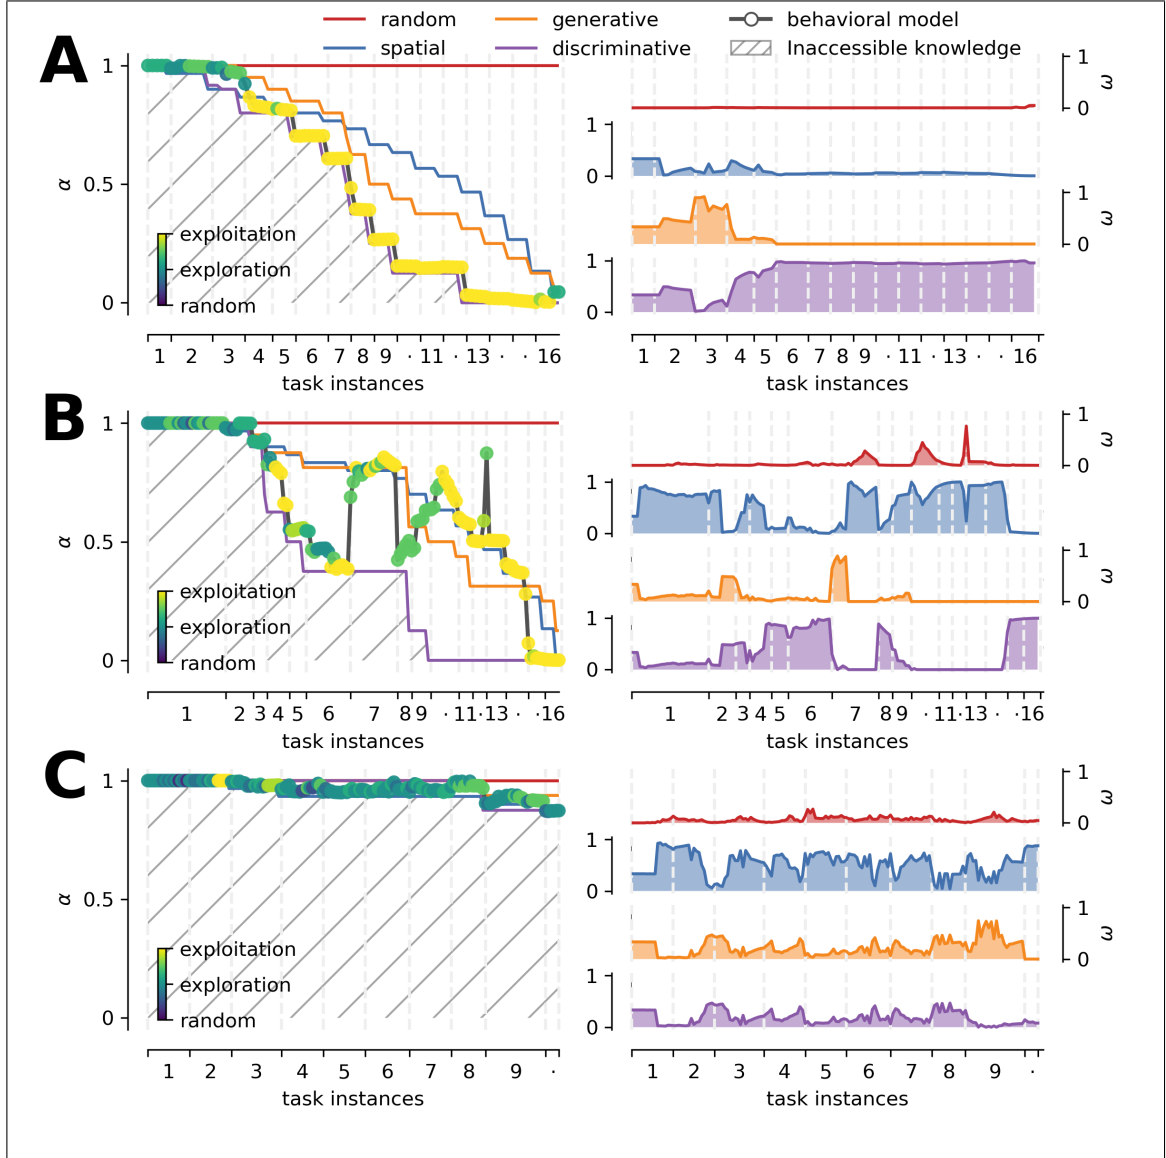 random generative behavioral model
spatial discriminative Inaccessible knowledge
A
1
0.5
0
α
exploitation
exploration
random
1 2 3 4 5 6 7 8 9 · 11 · 13 · · 16
task instances
1
0
ω
1
0
1
0
ω
1
0
1 2 3 4 5 6 7 8 9 · 11 · 13 · · 16
task instances
B
1
0.5
0
α
exploitation
exploration
random
1 2 3 4 5 6 7 8 9 · 11 · 13 · · 16
task instances
1
0
ω
1
0
1
0
ω
1
0
1 2 3 4 5 6 7 8 9 · 11 · 13 · · 16
task instances
C
1
0.5
0
α
exploitation
exploration
random
1 2 3 4 5 6 7 8 9 ·
task instances
1
0
ω
1
0
1
0
ω
1
0
1 2 3 4 5 6 7 8 9 ·
task instances